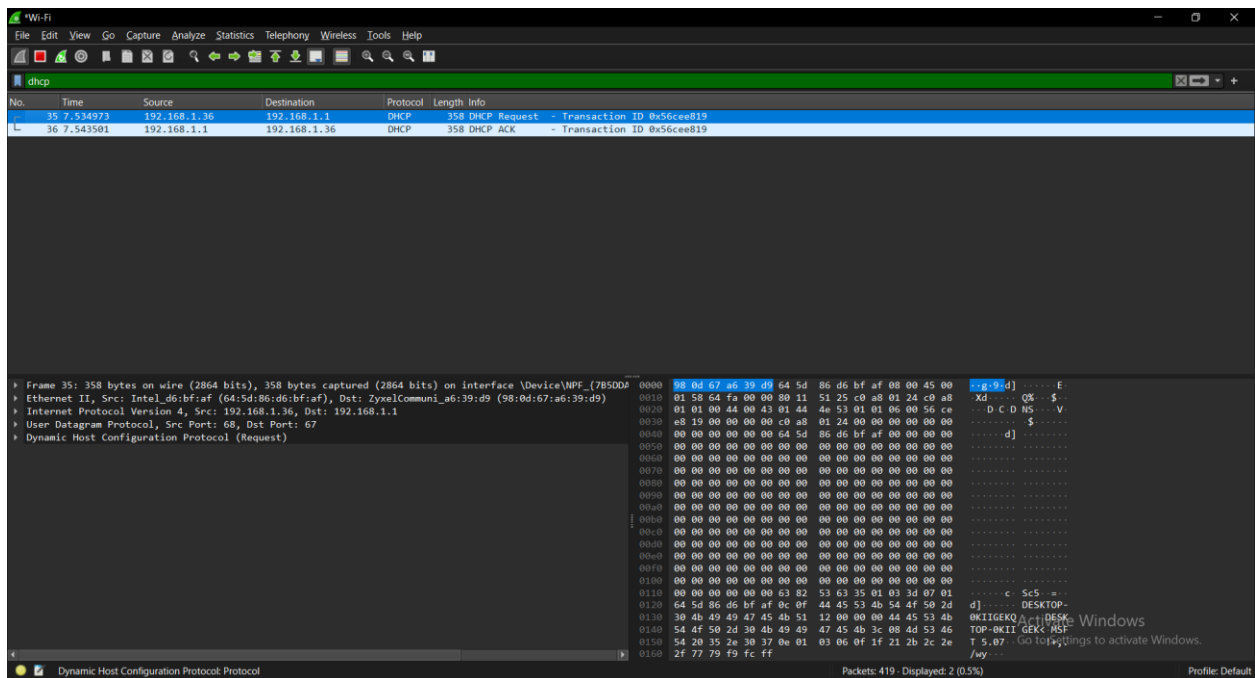 *Wi-Fi
File Edit View Go Capture Analyze Statistics Telephony Wireless Tools Help
dhcp
No. Time Source Destination Protocol Length Info
35 7.534973 192.168.1.36 192.168.1.1 DHCP 358 DHCP Request - Transaction ID 0x56cee819
36 7.543501 192.168.1.1 192.168.1.36 DHCP 358 DHCP ACK - Transaction ID 0x56cee819
Frame 35: 358 bytes on wire (2864 bits), 358 bytes captured (2864 bits) on interface \Device\NPF_{7B5DDA
Ethernet II, Src: Intel_d6:bf:af (64:5d:86:d6:bf:af), Dst: ZyxelCommuni_a6:39:d9 (98:0d:67:a6:39:d9)
Internet Protocol Version 4, Src: 192.168.1.36, Dst: 192.168.1.1
User Datagram Protocol, Src Port: 68, Dst Port: 67
Dynamic Host Configuration Protocol (Request)
0000 98 0d 67 a6 39 d9 64 5d 86 d6 bf af 08 00 45 00 ··g·9·d] ······E·
0010 01 58 64 fa 00 00 80 11 51 25 c0 a8 01 24 c0 a8 ·Xd····· Q%···$··
0020 01 01 00 44 00 43 01 44 4e 53 01 01 06 00 56 ce ···D·C·D NS····V·
0030 e8 19 00 00 00 00 c0 a8 01 24 00 00 00 00 00 00 ········ ·$······
0040 00 00 00 00 00 00 64 5d 86 d6 bf af 00 00 00 00 ······d] ········
0050 00 00 00 00 00 00 00 00 00 00 00 00 00 00 00 00 ········ ········
0060 00 00 00 00 00 00 00 00 00 00 00 00 00 00 00 00 ········ ········
0070 00 00 00 00 00 00 00 00 00 00 00 00 00 00 00 00 ········ ········
0080 00 00 00 00 00 00 00 00 00 00 00 00 00 00 00 00 ········ ········
0090 00 00 00 00 00 00 00 00 00 00 00 00 00 00 00 00 ········ ········
00a0 00 00 00 00 00 00 00 00 00 00 00 00 00 00 00 00 ········ ········
00b0 00 00 00 00 00 00 00 00 00 00 00 00 00 00 00 00 ········ ········
00c0 00 00 00 00 00 00 00 00 00 00 00 00 00 00 00 00 ········ ········
00d0 00 00 00 00 00 00 00 00 00 00 00 00 00 00 00 00 ········ ········
00e0 00 00 00 00 00 00 00 00 00 00 00 00 00 00 00 00 ········ ········
00f0 00 00 00 00 00 00 00 00 00 00 00 00 00 00 00 00 ········ ········
0100 00 00 00 00 00 00 00 00 00 00 00 00 00 00 00 00 ········ ········
0110 00 00 00 00 00 00 63 82 53 63 35 01 03 3d 07 01 ······c· Sc5··=··
0120 64 5d 86 d6 bf af 0c 0f 44 45 53 4b 54 4f 50 2d d]······ DESKTOP-
0130 30 4b 49 49 47 45 4b 51 12 00 00 00 44 45 53 4b 0KIIGEKQ ····DESK
0140 54 4f 50 2d 30 4b 49 49 47 45 4b 3c 08 4d 53 46 TOP-0KII GEK<·MSF
0150 54 20 35 2e 30 37 0e 01 03 06 0f 1f 21 2b 2c 2e T 5.07·· ····!+,.
0160 2f 77 79 f9 fc ff /wy···
Activate Windows
Go to Settings to activate Windows.
Dynamic Host Configuration Protocol: Protocol
Packets: 419 · Displayed: 2 (0.5%)
Profile: Default